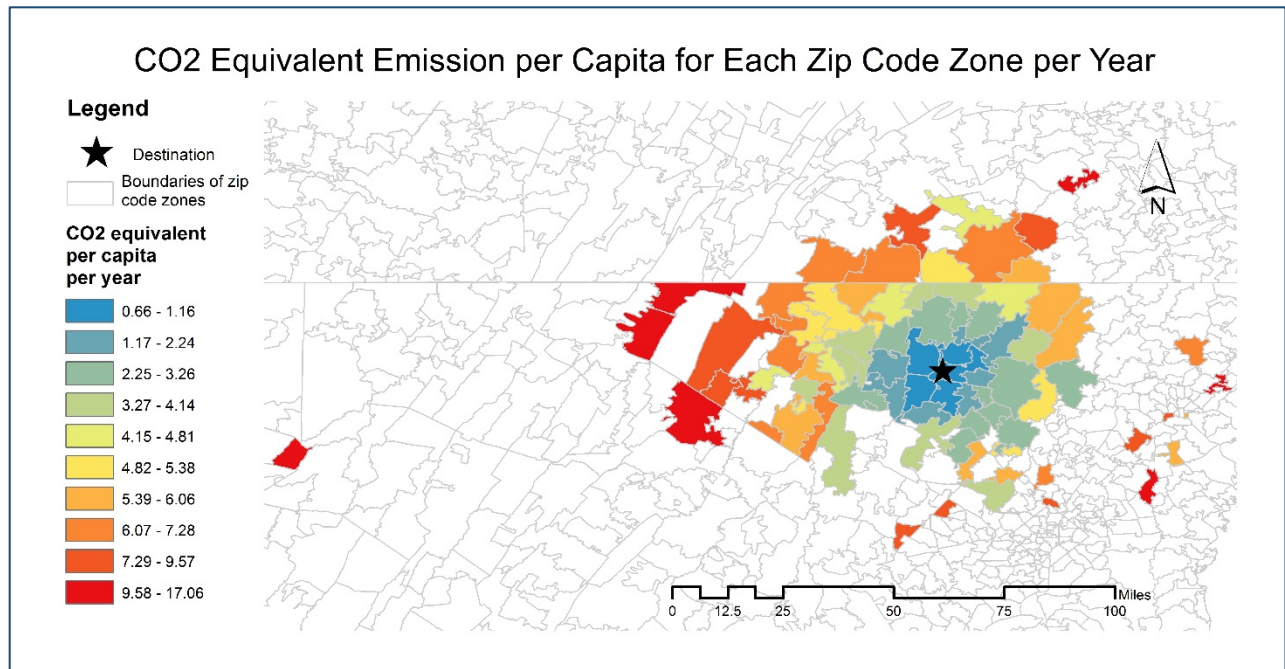 CO2 Equivalent Emission per Capita for Each Zip Code Zone per Year
Legend
Destination
Boundaries of zip
code zones
CO2 equivalent
per capita
per year
0.66 - 1.16
1.17 - 2.24
2.25 - 3.26
3.27 - 4.14
4.15 - 4.81
4.82 - 5.38
5.39 - 6.06
6.07 - 7.28
7.29 - 9.57
9.58 - 17.06
N
Miles
0 12.5 25 50 75 100